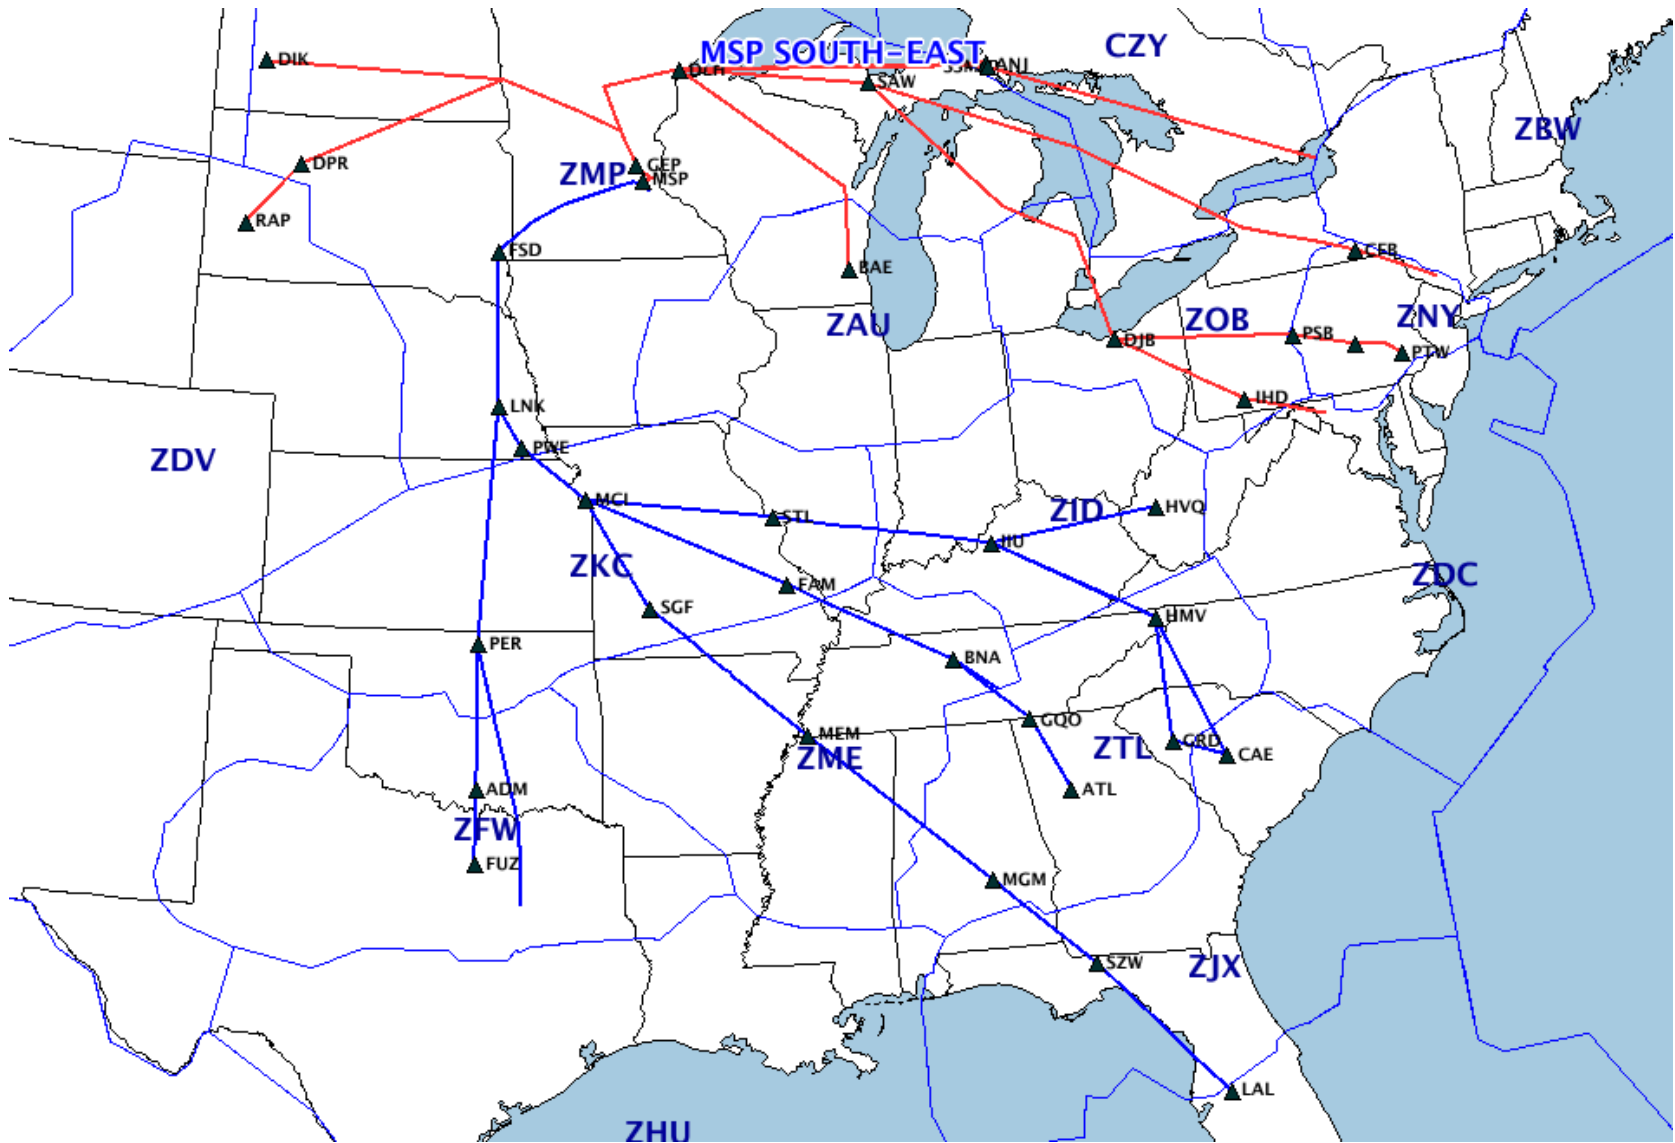 MSP SOUTH-EAST
CZY
DIK
SAW
ANJ
ZBW
DPR
GEP
ZMP
MSP
RAP
FSD
BAE
CFB
ZAU
ZOB
ZNY
DJB
PSB
PTW
LNK
IHD
PWE
ZDV
MCI
STL
ZID
HVQ
IIU
ZKC
FAM
ZDC
SGF
HMV
PER
BNA
GQO
MEM
ZME
ZTL
GRD
CAE
ADM
ATL
ZFW
FUZ
MGM
SZW
ZJX
LAL
ZHU